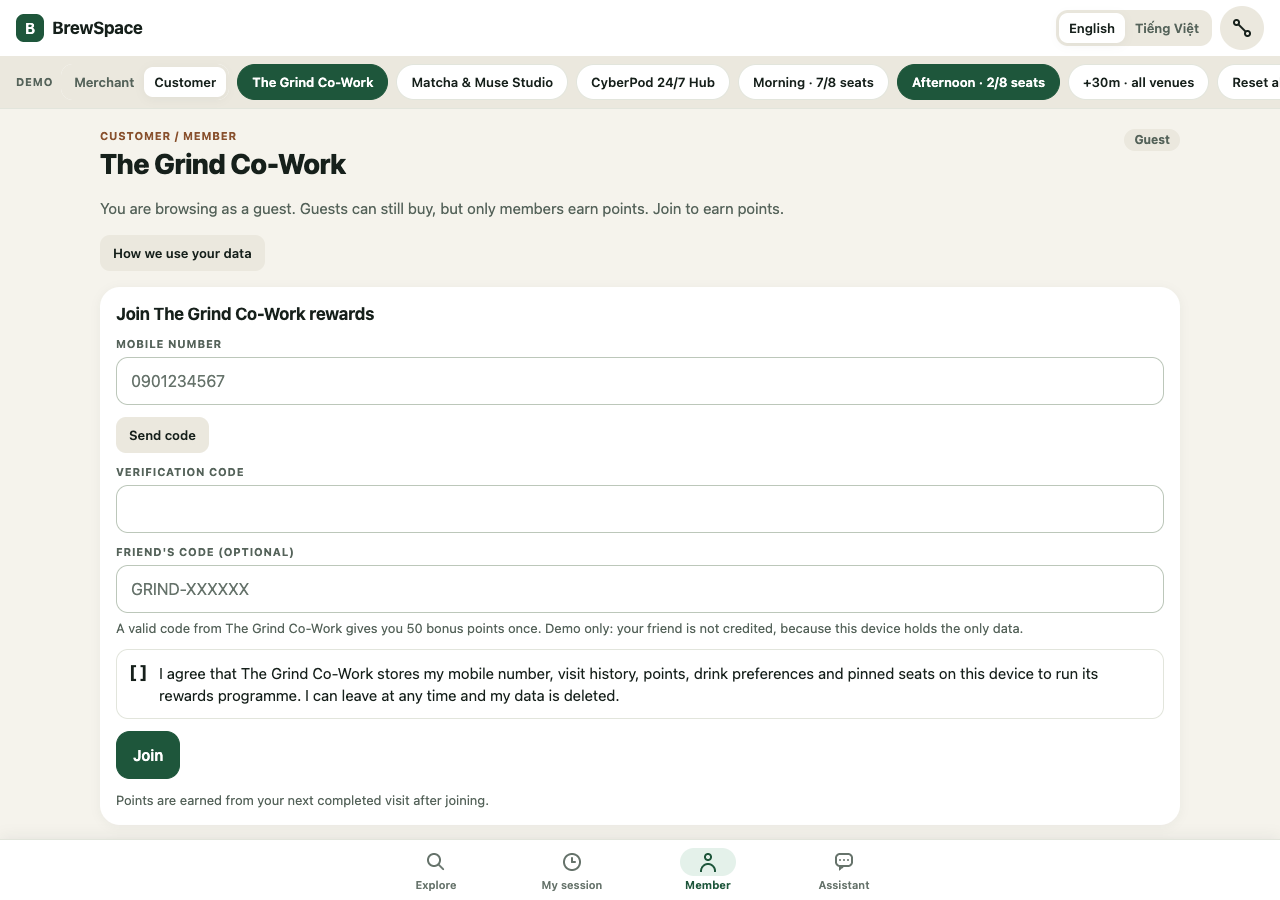 B BrewSpace
English Tiếng Việt
DEMO Merchant Customer The Grind Co-Work Matcha & Muse Studio CyberPod 24/7 Hub Morning · 7/8 seats Afternoon · 2/8 seats +30m · all venues Reset a
CUSTOMER / MEMBER
The Grind Co-Work
Guest
You are browsing as a guest. Guests can still buy, but only members earn points. Join to earn points.
How we use your data
Join The Grind Co-Work rewards
MOBILE NUMBER
0901234567
Send code
VERIFICATION CODE
FRIEND'S CODE (OPTIONAL)
GRIND-XXXXXX
A valid code from The Grind Co-Work gives you 50 bonus points once. Demo only: your friend is not credited, because this device holds the only data.
[ ] I agree that The Grind Co-Work stores my mobile number, visit history, points, drink preferences and pinned seats on this device to run its
rewards programme. I can leave at any time and my data is deleted.
Join
Points are earned from your next completed visit after joining.
Explore My session Member Assistant